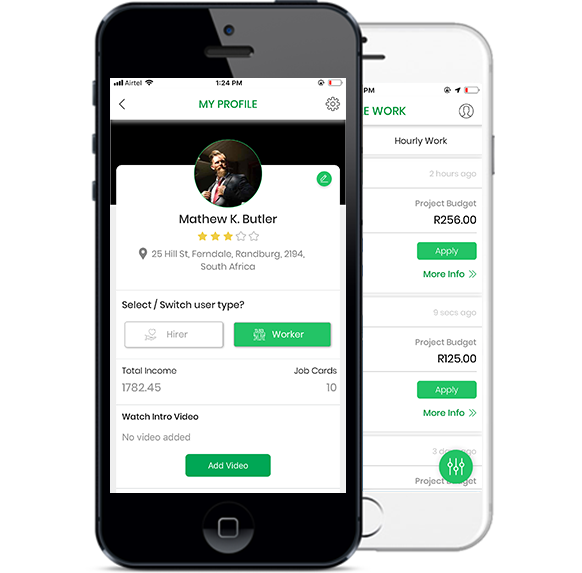 Airtel 1:24 PM
MY PROFILE
Mathew K. Butler
25 Hill St, Ferndale, Randburg, 2194,
South Africa
Select / Switch user type?
Hirer Worker
Total Income Job Cards
1782.45 10
Watch Intro Video
No video added
Add Video
PM
E WORK
Hourly Work
2 hours ago
Project Budget
R256.00
Apply
More Info
9 secs ago
Project Budget
R125.00
Apply
More Info
3 days ago
Project Budget